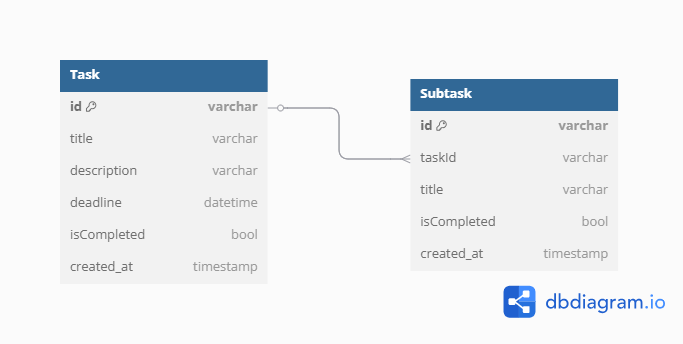 Task
id varchar
title varchar
description varchar
deadline datetime
isCompleted bool
created_at timestamp
Subtask
id varchar
taskId varchar
title varchar
isCompleted bool
created_at timestamp
dbdiagram.io